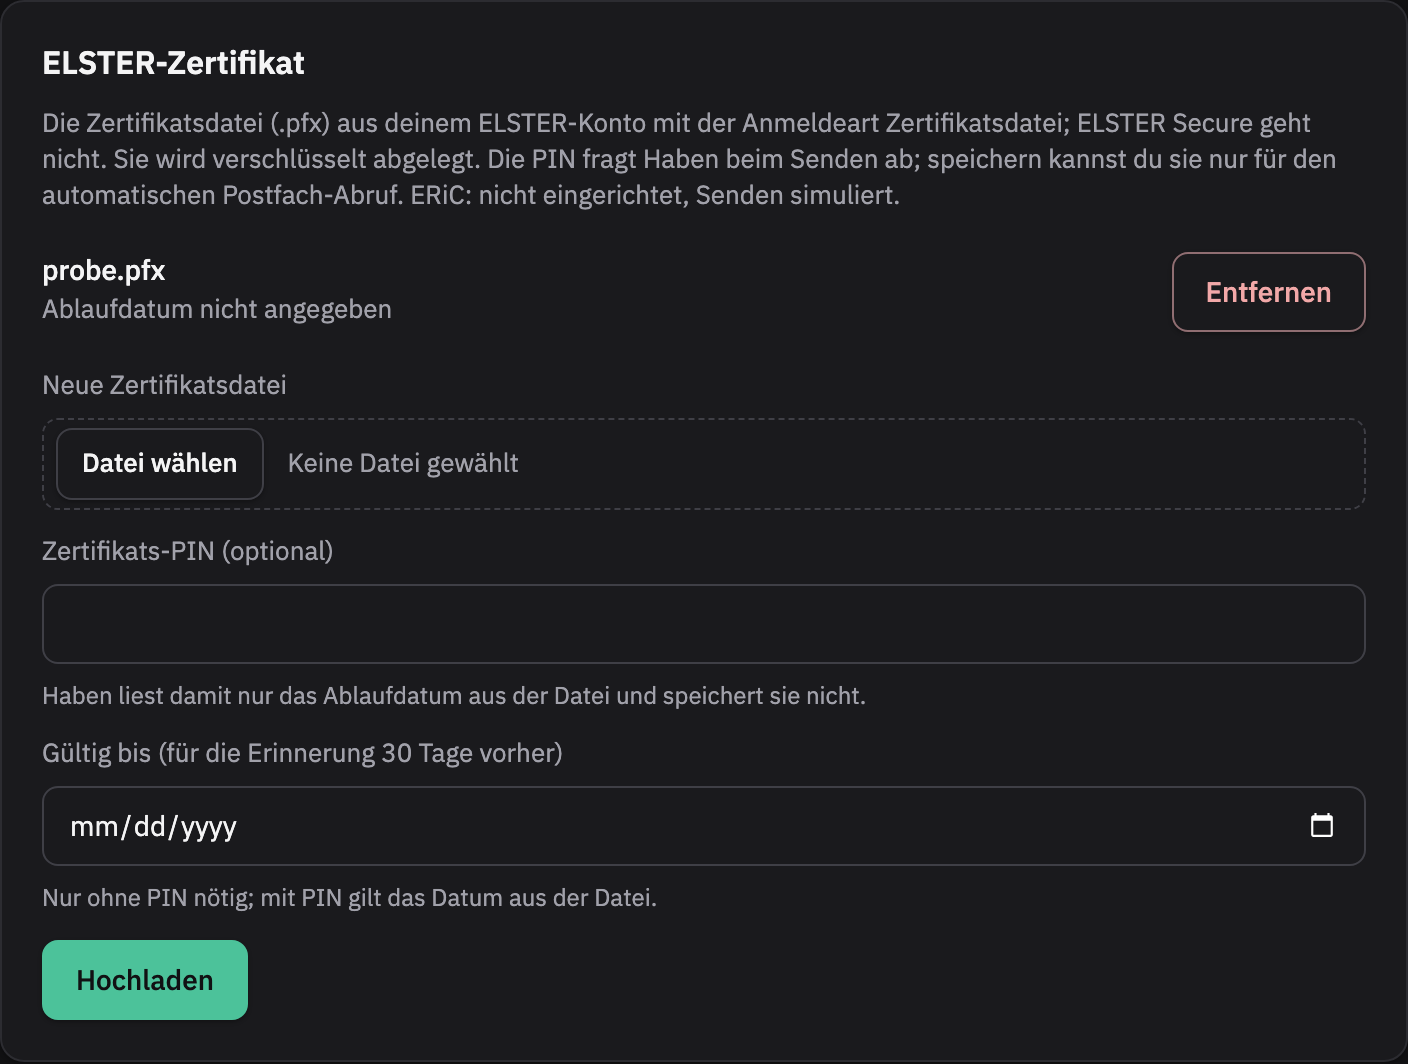 ELSTER-Zertifikat
Die Zertifikatsdatei (.pfx) aus deinem ELSTER-Konto mit der Anmeldeart Zertifikatsdatei; ELSTER Secure geht
nicht. Sie wird verschlüsselt abgelegt. Die PIN fragt Haben beim Senden ab; speichern kannst du sie nur für den
automatischen Postfach-Abruf. ERiC: nicht eingerichtet, Senden simuliert.
probe.pfx
Ablaufdatum nicht angegeben
Entfernen
Neue Zertifikatsdatei
Datei wählen Keine Datei gewählt
Zertifikats-PIN (optional)
Haben liest damit nur das Ablaufdatum aus der Datei und speichert sie nicht.
Gültig bis (für die Erinnerung 30 Tage vorher)
mm/dd/yyyy
Nur ohne PIN nötig; mit PIN gilt das Datum aus der Datei.
Hochladen